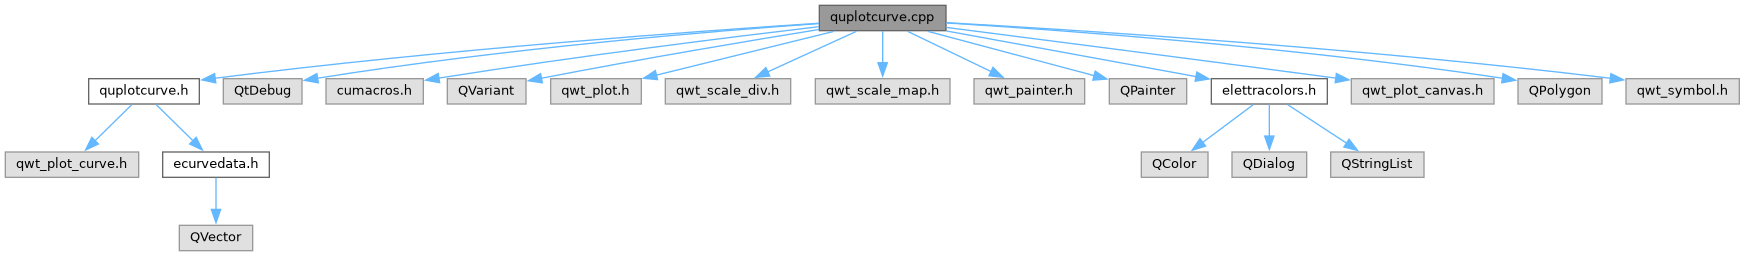 quplotcurve.cpp
quplotcurve.h
QtDebug
cumacros.h
QVariant
qwt_plot.h
qwt_scale_div.h
qwt_scale_map.h
qwt_painter.h
QPainter
elettracolors.h
qwt_plot_canvas.h
QPolygon
qwt_symbol.h
qwt_plot_curve.h
ecurvedata.h
QColor
QDialog
QStringList
QVector